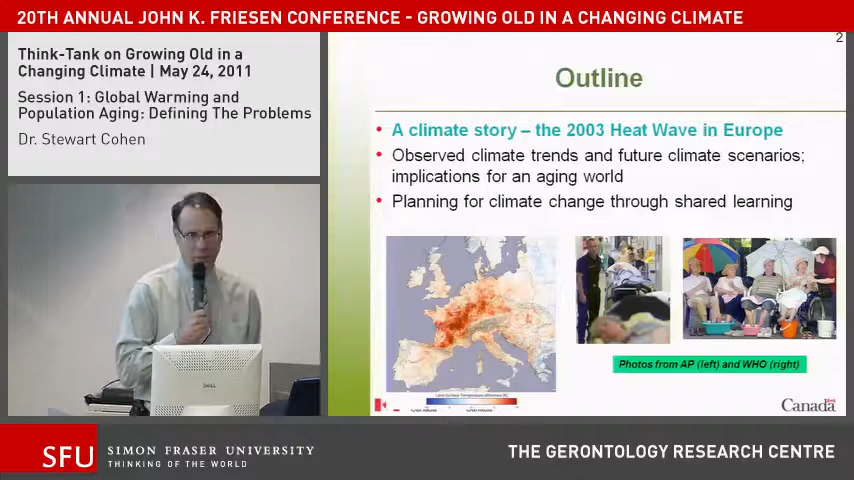 20TH ANNUAL JOHN K. FRIESEN CONFERENCE - GROWING OLD IN A CHANGING CLIMATE
Think-Tank on Growing Old in a
Changing Climate | May 24, 2011
Session 1: Global Warming and
Population Aging: Defining The Problems
Dr. Stewart Cohen
2
Outline
• A climate story – the 2003 Heat Wave in Europe
• Observed climate trends and future climate scenarios;
implications for an aging world
• Planning for climate change through shared learning
Photos from AP (left) and WHO (right)
Land Surface Temperature difference [K]
Canada
DELL
SFU
SIMON FRASER UNIVERSITY
THINKING OF THE WORLD
THE GERONTOLOGY RESEARCH CENTRE